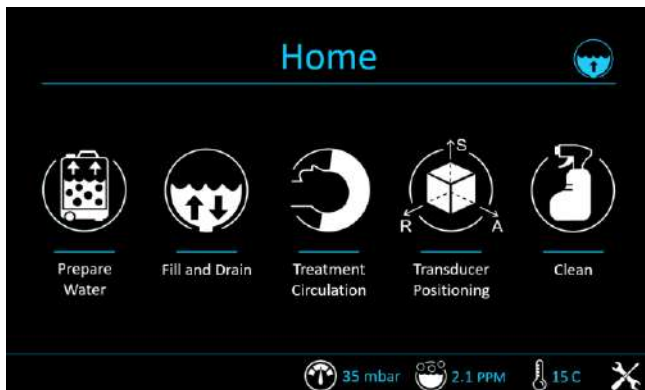 Home
S
R
A
Prepare
Water
Fill and Drain
Treatment
Circulation
Transducer
Positioning
Clean
35 mbar
2.1 PPM
15 C